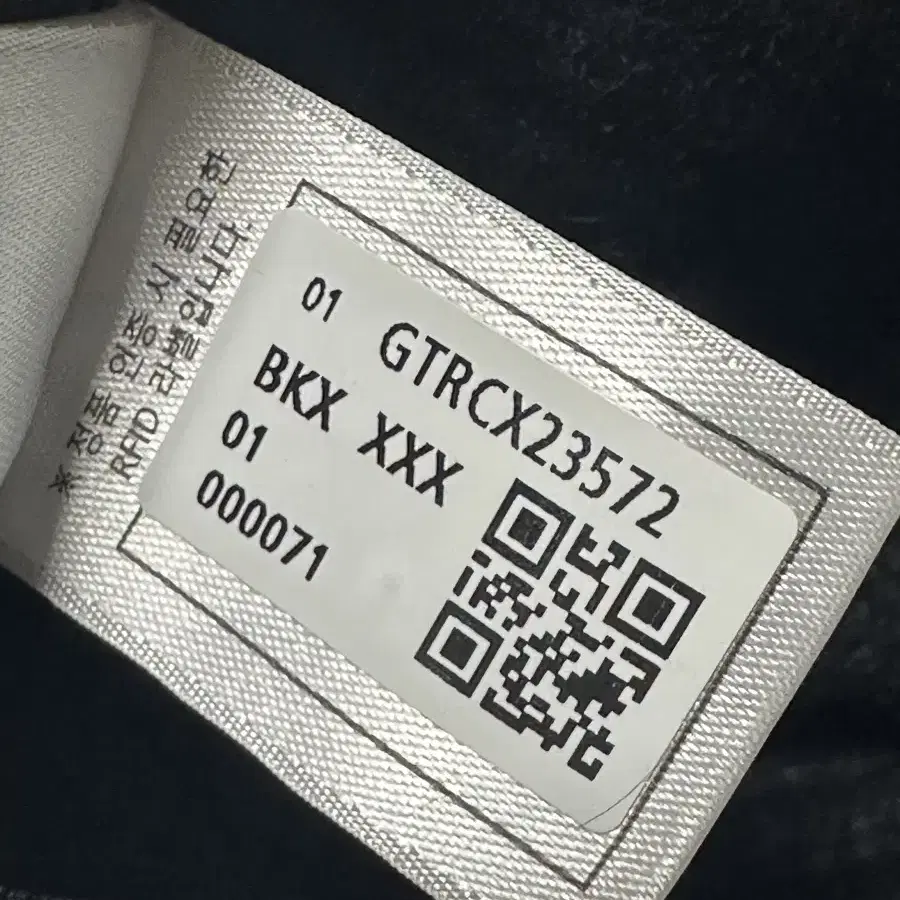 ※ 정품 인증 시 필요한
RFID 라벨입니다
01 GTRCX23572
BKX XXX
01
000071